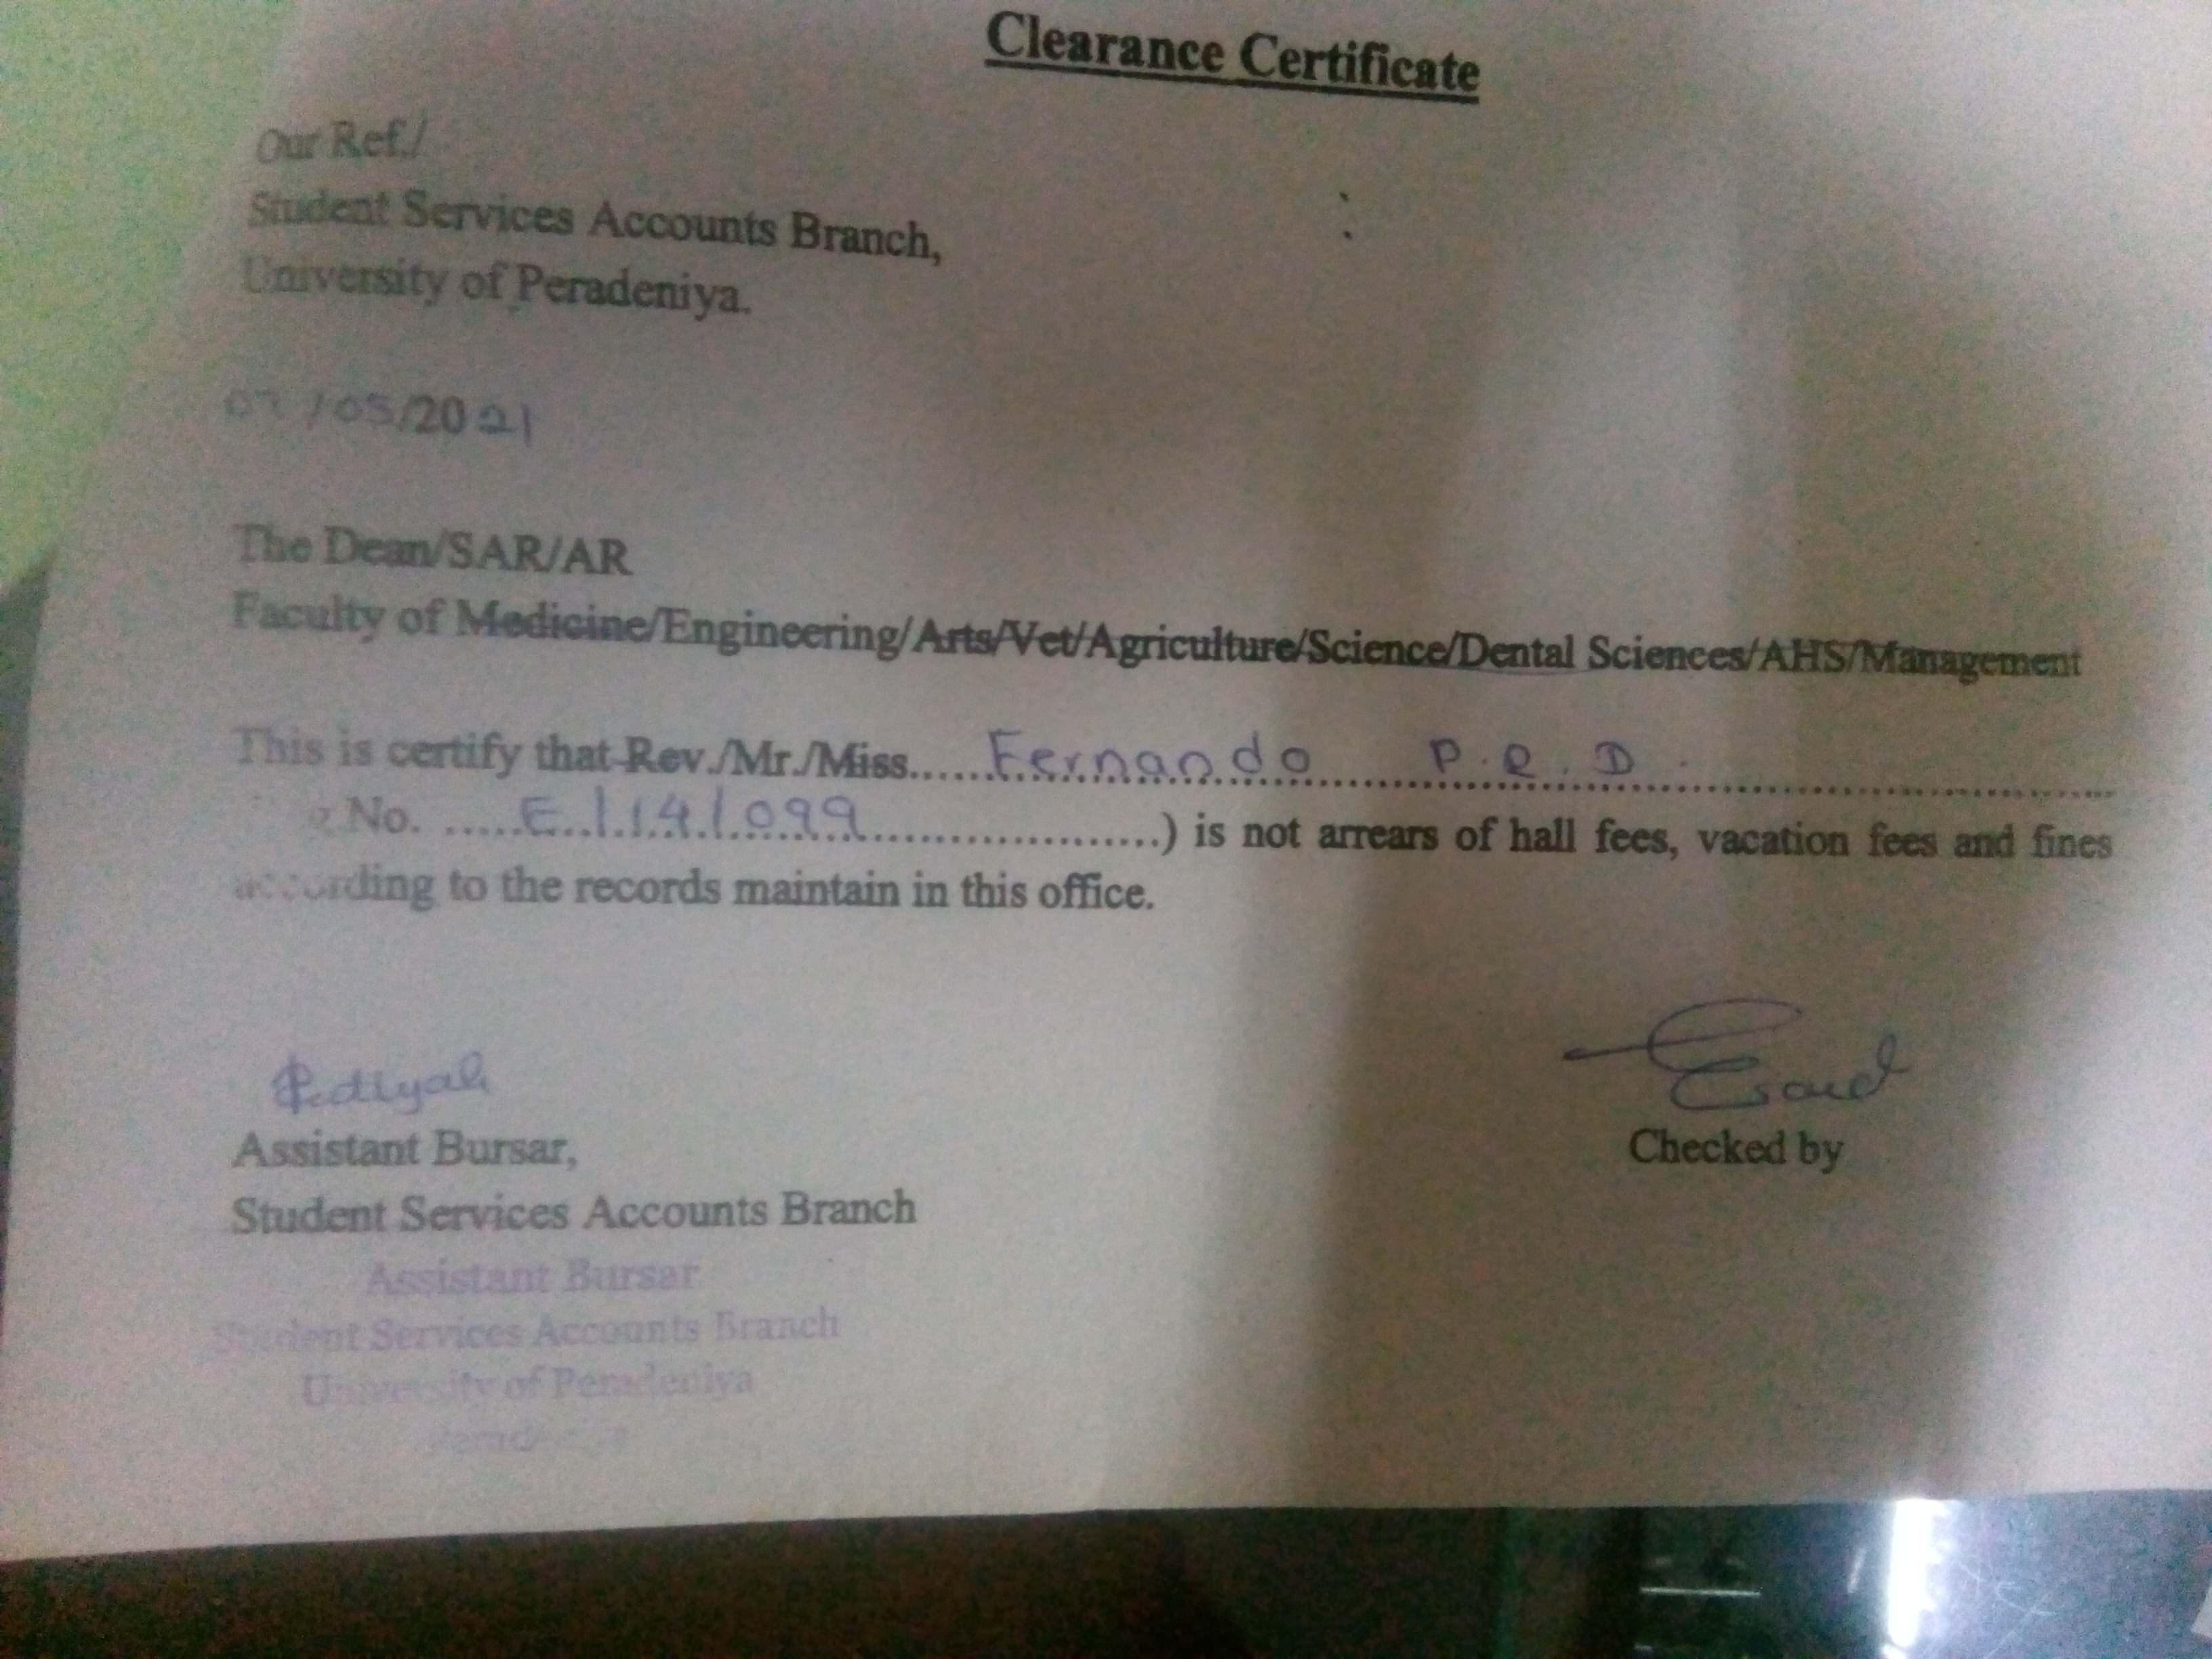 Clearance Certificate
Our Ref./
Student Services Accounts Branch,
University of Peradeniya.
07/05/2021
The Dean/SAR/AR
Faculty of Medicine/Engineering/Arts/Vet/Agriculture/Science/Dental Sciences/AHS/Management
This is certify that Rev./Mr./Miss......Fernando P.R.D.
No. .....E/14/099.....) is not arrears of hall fees, vacation fees and fines
according to the records maintain in this office.
Assistant Bursar,
Student Services Accounts Branch
Checked by
Assistant Bursar
Student Services Accounts Branch
University of Peradeniya